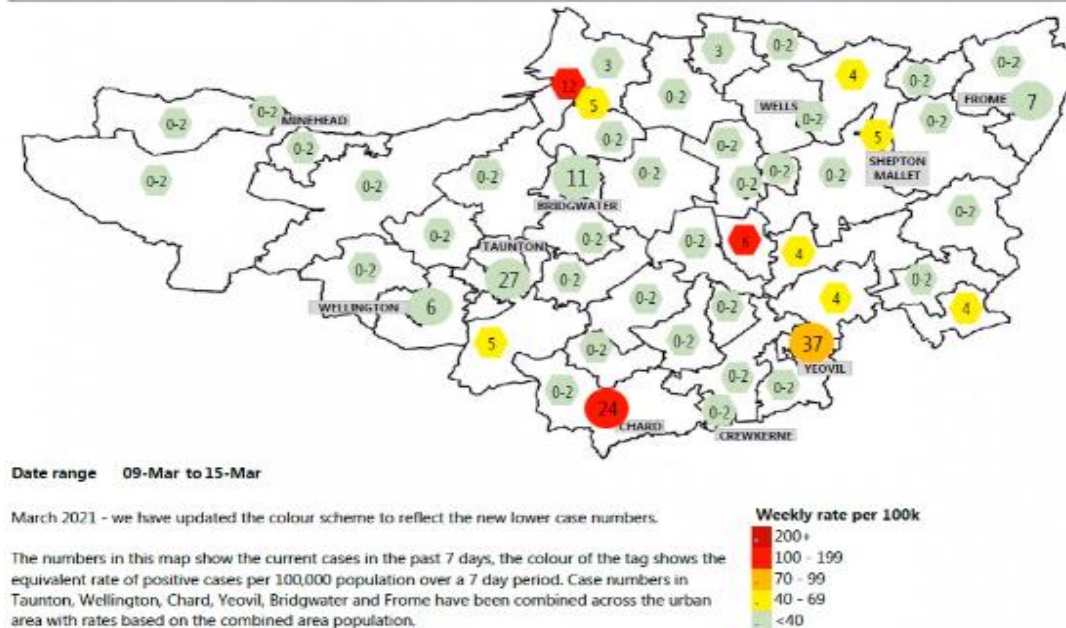 0-2
3
3
0-2
4
0-2
0-2
12
5
0-2
WELLS
0-2
FROME
7
0-2
0-2
MINEHEAD
0-2
0-2
0-2
5
SHEPTON
MALLET
0-2
0-2
0-2
11
0-2
0-2
0-2
0-2
BRIDGWATER
0-2
TAUNTON
0-2
0-2
0-2
6
4
0-2
0-2
27
0-2
0-2
WELLINGTON
6
0-2
0-2
4
4
5
0-2
0-2
37
YEOVIL
0-2
24
CHARD
0-2
0-2
0-2
CREWKERNE
Date range 09-Mar to 15-Mar
March 2021 - we have updated the colour scheme to reflect the new lower case numbers.
The numbers in this map show the current cases in the past 7 days, the colour of the tag shows the
equivalent rate of positive cases per 100,000 population over a 7 day period. Case numbers in
Taunton, Wellington, Chard, Yeovil, Bridgwater and Frome have been combined across the urban
area with rates based on the combined area population.
Weekly rate per 100k
200+
100 - 199
70 - 99
40 - 69
<40